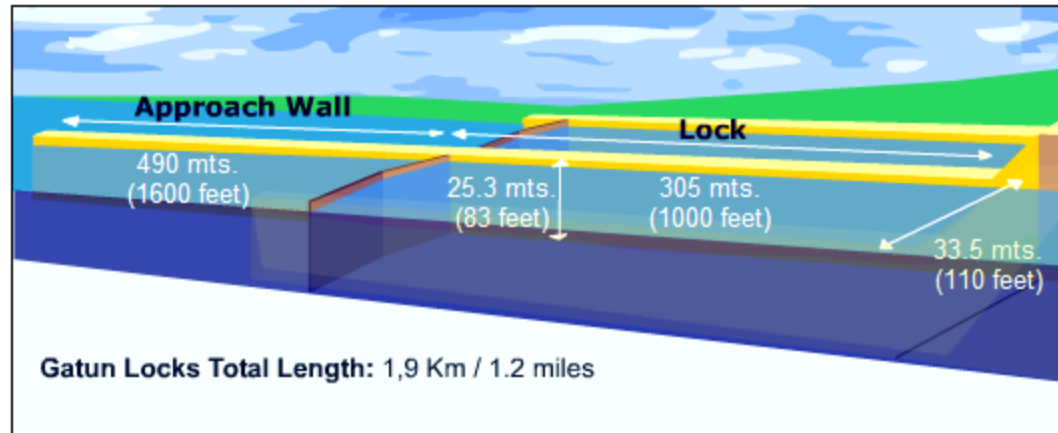 Approach Wall
Lock
490 mts.
(1600 feet)
25.3 mts.
(83 feet)
305 mts.
(1000 feet)
33.5 mts.
(110 feet)
Gatun Locks Total Length: 1,9 Km / 1.2 miles